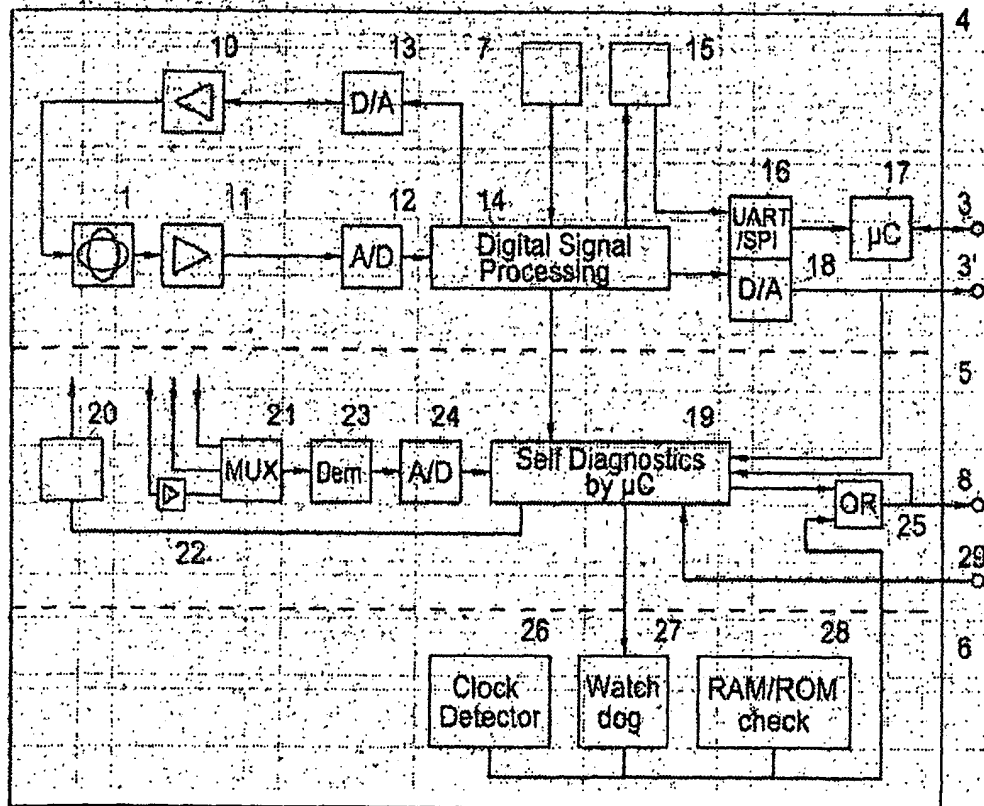 4
10
13
7
15
D/A
1
11
12
14
16
17
3
A/D
Digital Signal
Processing
UART
/SPI
µC
3'
D/A
18
5
20
21
23
24
19
MUX
Dem
A/D
Self Diagnostics
by µC
8
OR
25
22
29
26
27
28
6
Clock
Detector
Watch
dog
RAM/ROM
check